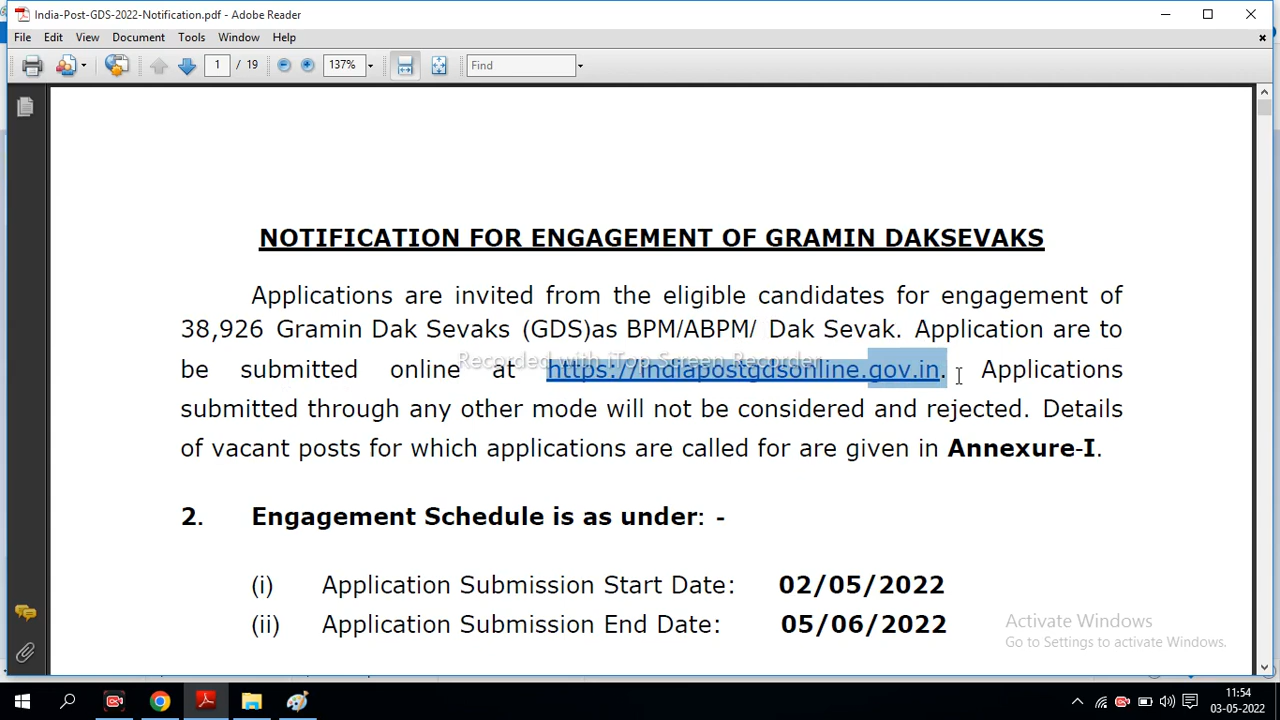 India-Post-GDS-2022-Notification.pdf - Adobe Reader
File Edit View Document Tools Window Help
1 / 19 137% Find
NOTIFICATION FOR ENGAGEMENT OF GRAMIN DAKSEVAKS
Applications are invited from the eligible candidates for engagement of
38,926 Gramin Dak Sevaks (GDS)as BPM/ABPM/ Dak Sevak. Application are to
be submitted online at https://indiapostgdsonline.gov.in. Applications
Recorded with iTop Screen Recorder
submitted through any other mode will not be considered and rejected. Details
of vacant posts for which applications are called for are given in Annexure-I.
2. Engagement Schedule is as under: -
(i) Application Submission Start Date: 02/05/2022
(ii) Application Submission End Date: 05/06/2022
Activate Windows
Go to Settings to activate Windows.
11:54
03-05-2022